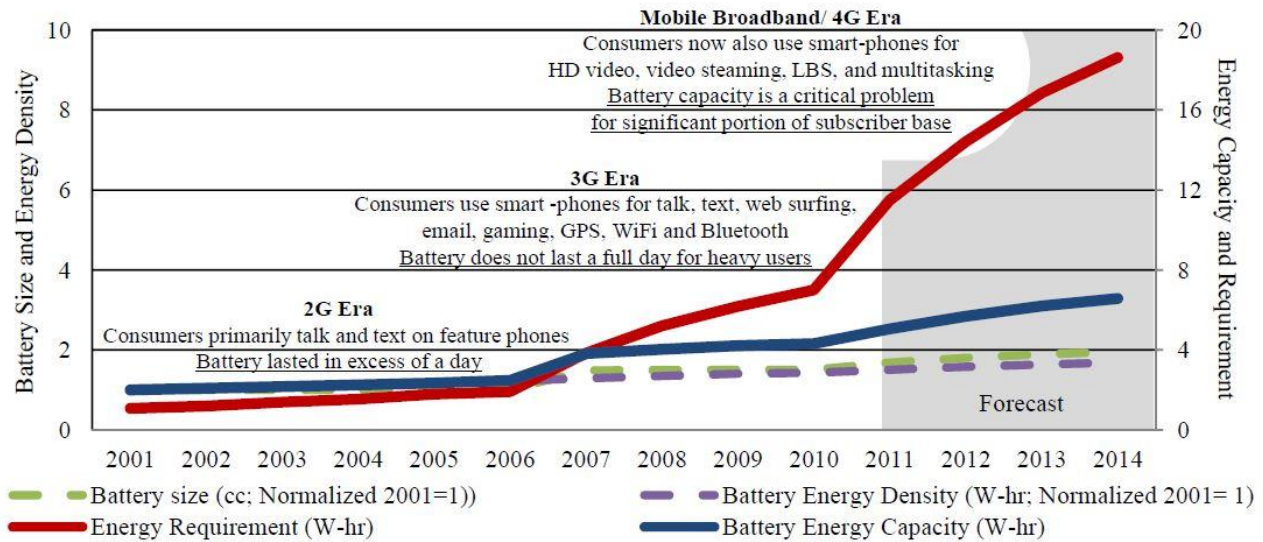 Mobile Broadband/ 4G Era
Consumers now also use smart-phones for
HD video, video steaming, LBS, and multitasking
Battery capacity is a critical problem
for significant portion of subscriber base
3G Era
Consumers use smart -phones for talk, text, web surfing,
email, gaming, GPS, WiFi and Bluetooth
Battery does not last a full day for heavy users
2G Era
Consumers primarily talk and text on feature phones
Battery lasted in excess of a day
Forecast
Battery Size and Energy Density
10
8
6
4
2
0
Energy Capacity and Requirement
20
16
12
8
4
0
2001 2002 2003 2004 2005 2006 2007 2008 2009 2010 2011 2012 2013 2014
Battery size (cc; Normalized 2001=1))
Battery Energy Density (W-hr; Normalized 2001= 1)
Energy Requirement (W-hr)
Battery Energy Capacity (W-hr)